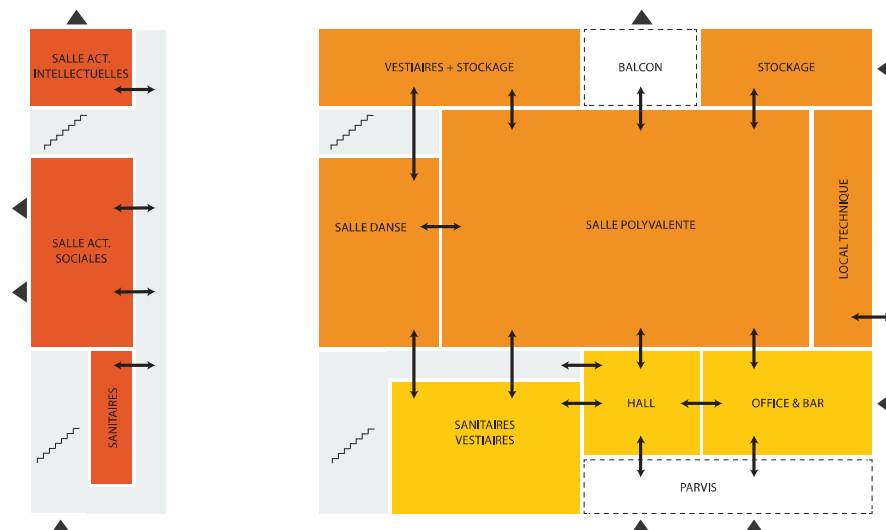 SALLE ACT.
INTELLECTUELLES
SALLE ACT.
SOCIALES
SANITAIRES
VESTIAIRES + STOCKAGE
BALCON
STOCKAGE
SALLE DANSE
SALLE POLYVALENTE
LOCAL TECHNIQUE
SANITAIRES
VESTIAIRES
HALL
OFFICE & BAR
PARVIS